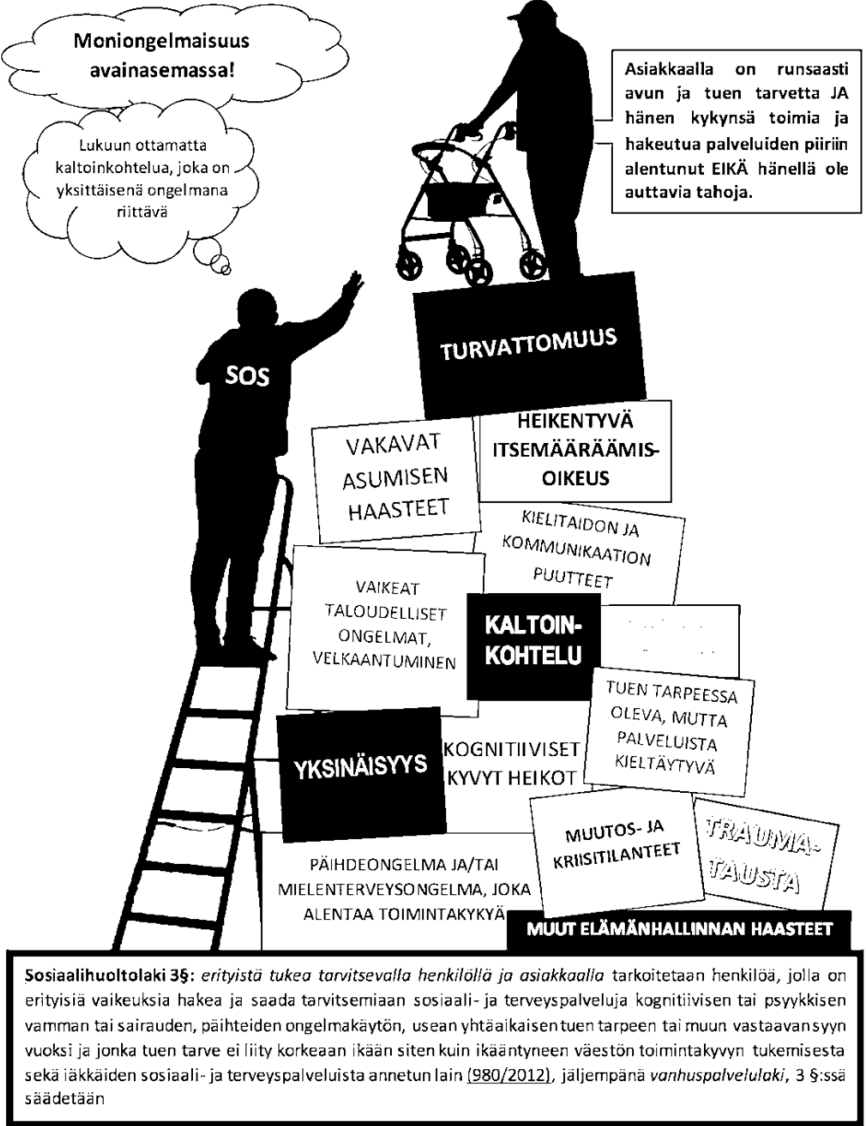 Moniongelmaisuus
avainasemassa!
Lukuun ottamatta
kaltoinkohtelua, joka on
yksittäisenä ongelmana
riittävä
Asiakkaalla on runsaasti
avun ja tuen tarvetta JA
hänen kykynsä toimia ja
hakeutua palveluiden piiriin
alentunut EIKÄ hänellä ole
auttavia tahoja.
SOS
TURVATTOMUUS
VAKAVAT
ASUMISEN
HAASTEET
HEIKENTYVÄ
ITSEMÄÄRÄÄMIS-
OIKEUS
KIELITAIDON JA
KOMMUNIKAATION
PUUTTEET
VAIKEAT
TALOUDELLISET
ONGELMAT,
VELKAANTUMINEN
KALTOIN-
KOHTELU
TUEN TARPEESSA
OLEVA, MUTTA
PALVELUISTA
KIELTÄYTYVÄ
YKSINÄISYYS
KOGNITIIVISET
KYVYT HEIKOT
MUUTOS- JA
KRIISITILANTEET
TRAUMA-
TAUSTA
PÄIHDEONGELMA JA/TAI
MIELENTERVEYSONGELMA, JOKA
ALENTAA TOIMINTAKYKYÄ
MUUT ELÄMÄNHALLINNAN HAASTEET
Sosiaalihuoltolaki 3§: erityistä tukea tarvitsevalla henkilöllä ja asiakkaalla tarkoitetaan henkilöä, jolla on
erityisiä vaikeuksia hakea ja saada tarvitsemiaan sosiaali- ja terveyspalveluja kognitiivisen tai psyykkisen
vamman tai sairauden, päihteiden ongelmakäytön, usean yhtäaikaisen tuen tarpeen tai muun vastaavan syyn
vuoksi ja jonka tuen tarve ei liity korkeaan ikään siten kuin ikääntyneen väestön toimintakyvyn tukemisesta
sekä iäkkäiden sosiaali- ja terveyspalveluista annetun lain (980/2012), jäljempänä vanhuspalvelulaki, 3 §:ssä
säädetään